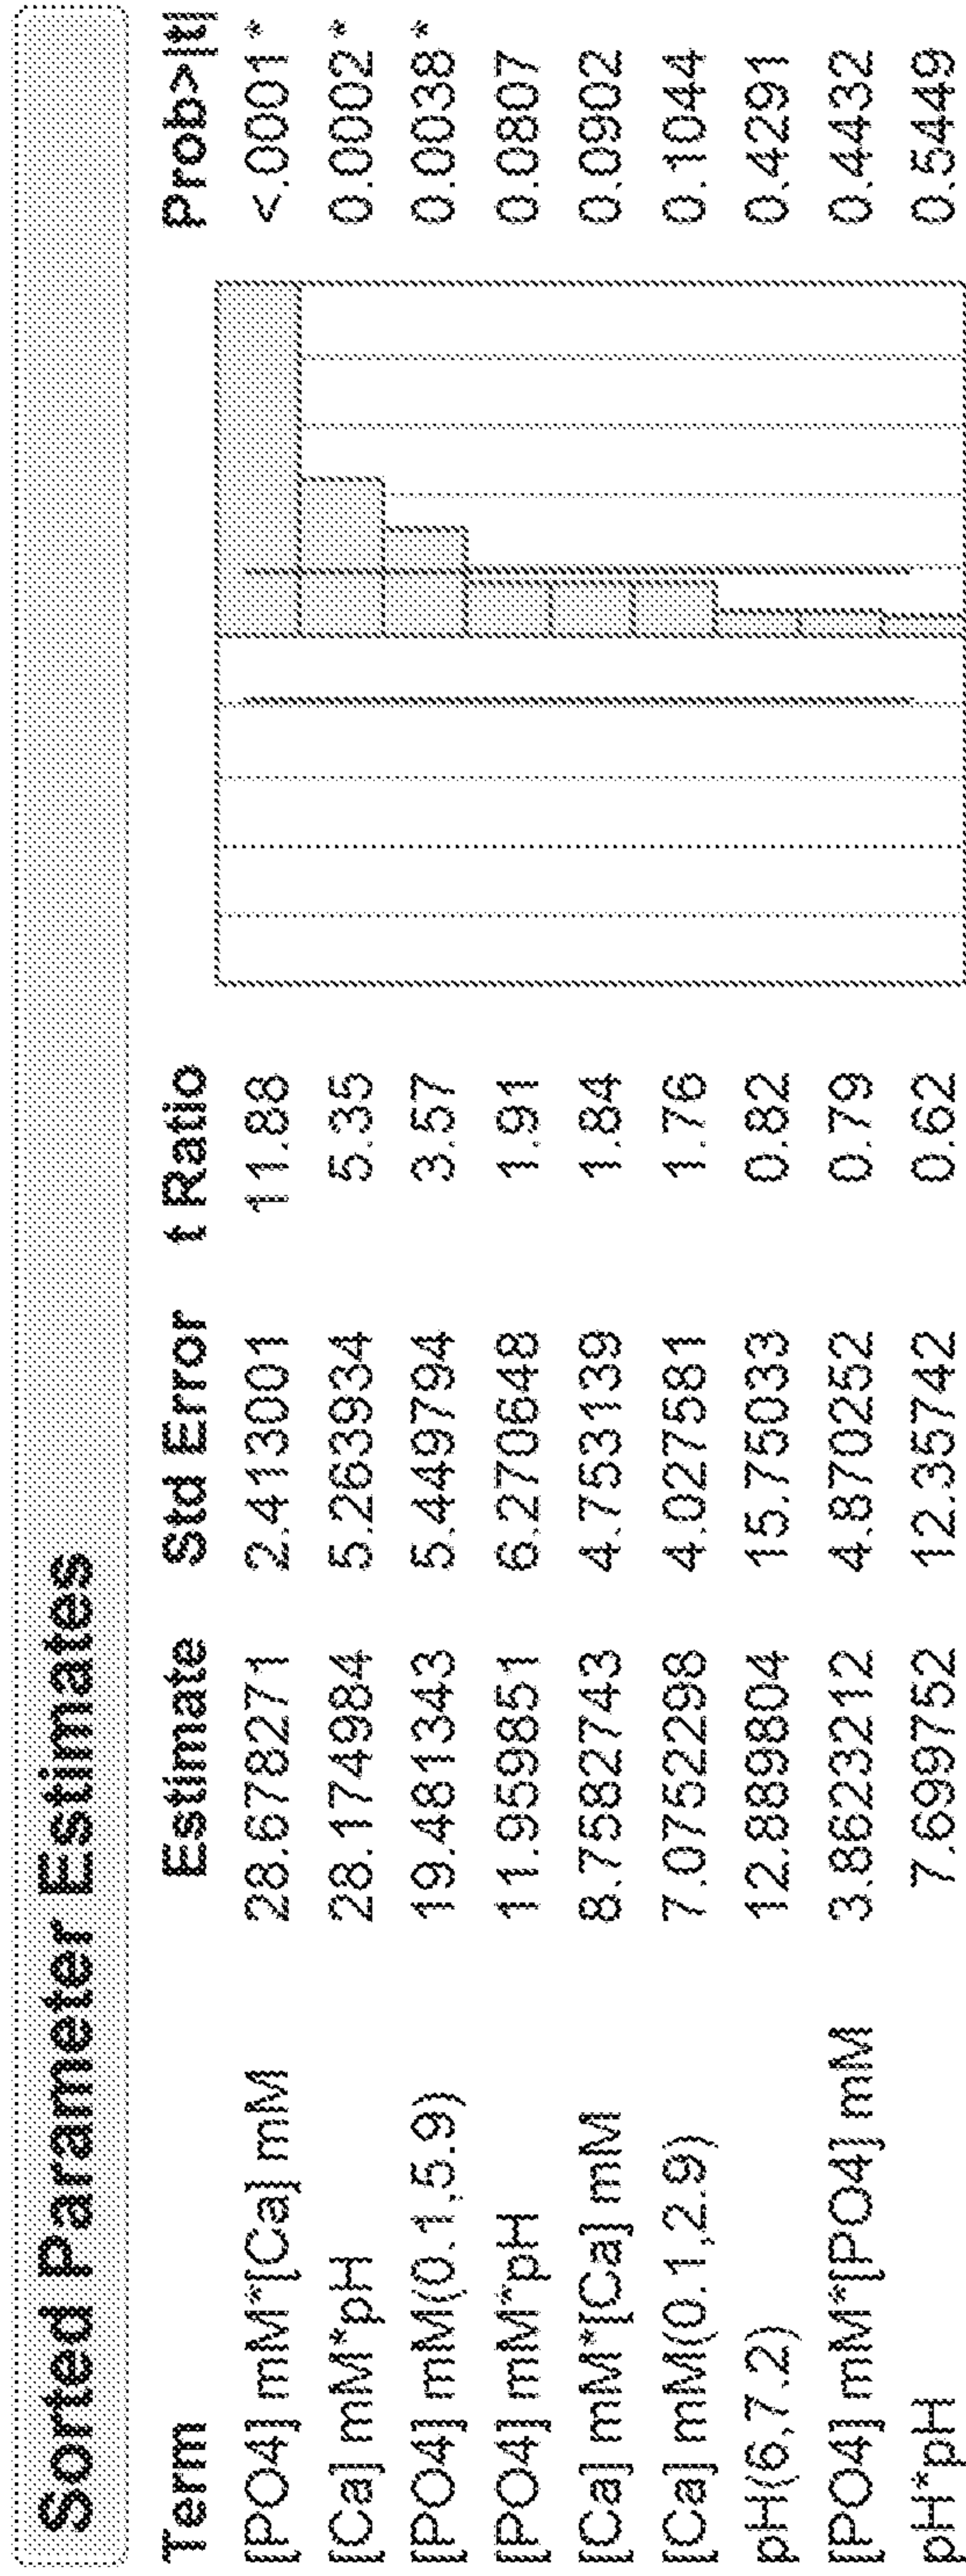 Sorted Parameter Estimates
Term Estimate Std Error t Ratio Prob>|t|
[PO4] mM*[Ca] mM 28.678271 2.413001 11.88 <.0001*
[Ca] mM*pH 28.174984 5.263934 5.35 0.0002*
[PO4] mM(0.1,5.9) 19.481343 5.449794 3.57 0.0038*
[PO4] mM*pH 11.959851 6.270648 1.91 0.0807
[Ca] mM*[Ca] mM 8.7582743 4.753139 1.84 0.0902
[Ca] mM(0.1,2.9) 7.0752298 4.027581 1.76 0.1044
pH(6,7.2) 12.889804 15.75033 0.82 0.4291
[PO4] mM*[PO4] mM 3.8623212 4.870252 0.79 0.4432
pH*pH 7.699752 12.35742 0.62 0.5449